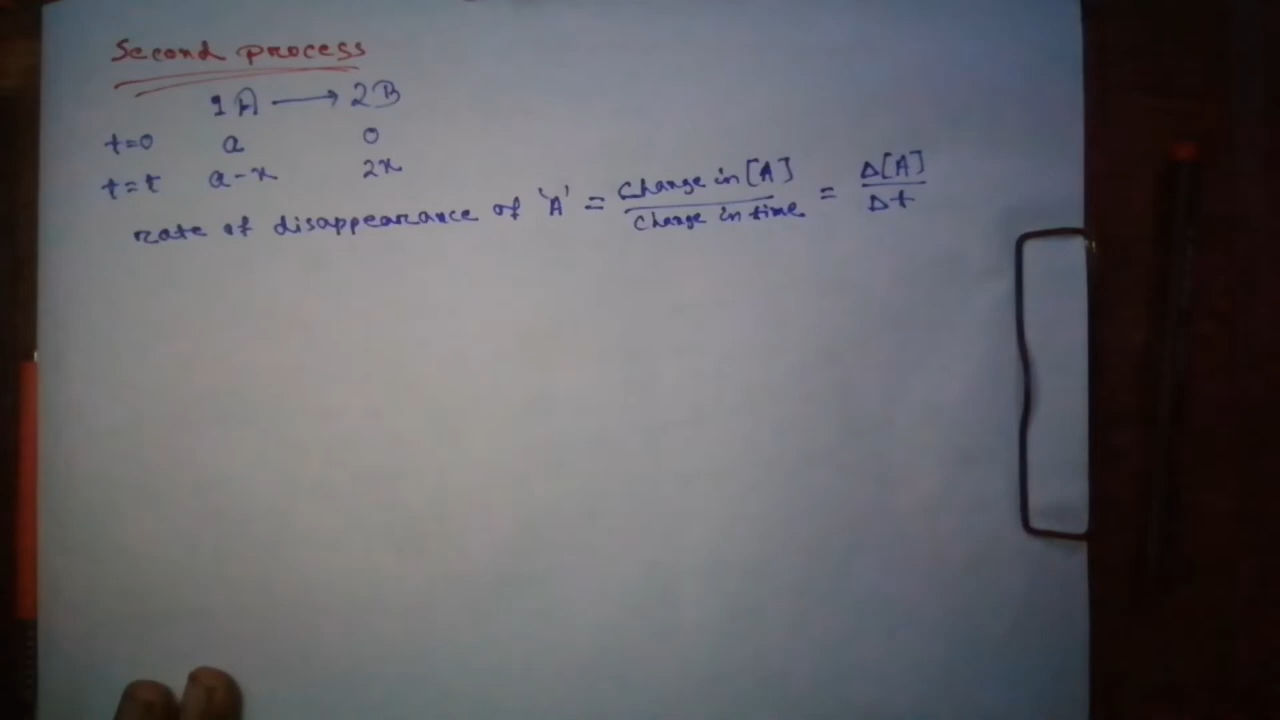 Second process
1A ⟶ 2B
t=0 a 0
t=t a-x 2x
rate of disappearance of 'A' = Change in [A] / Change in time = Δ[A] / Δt